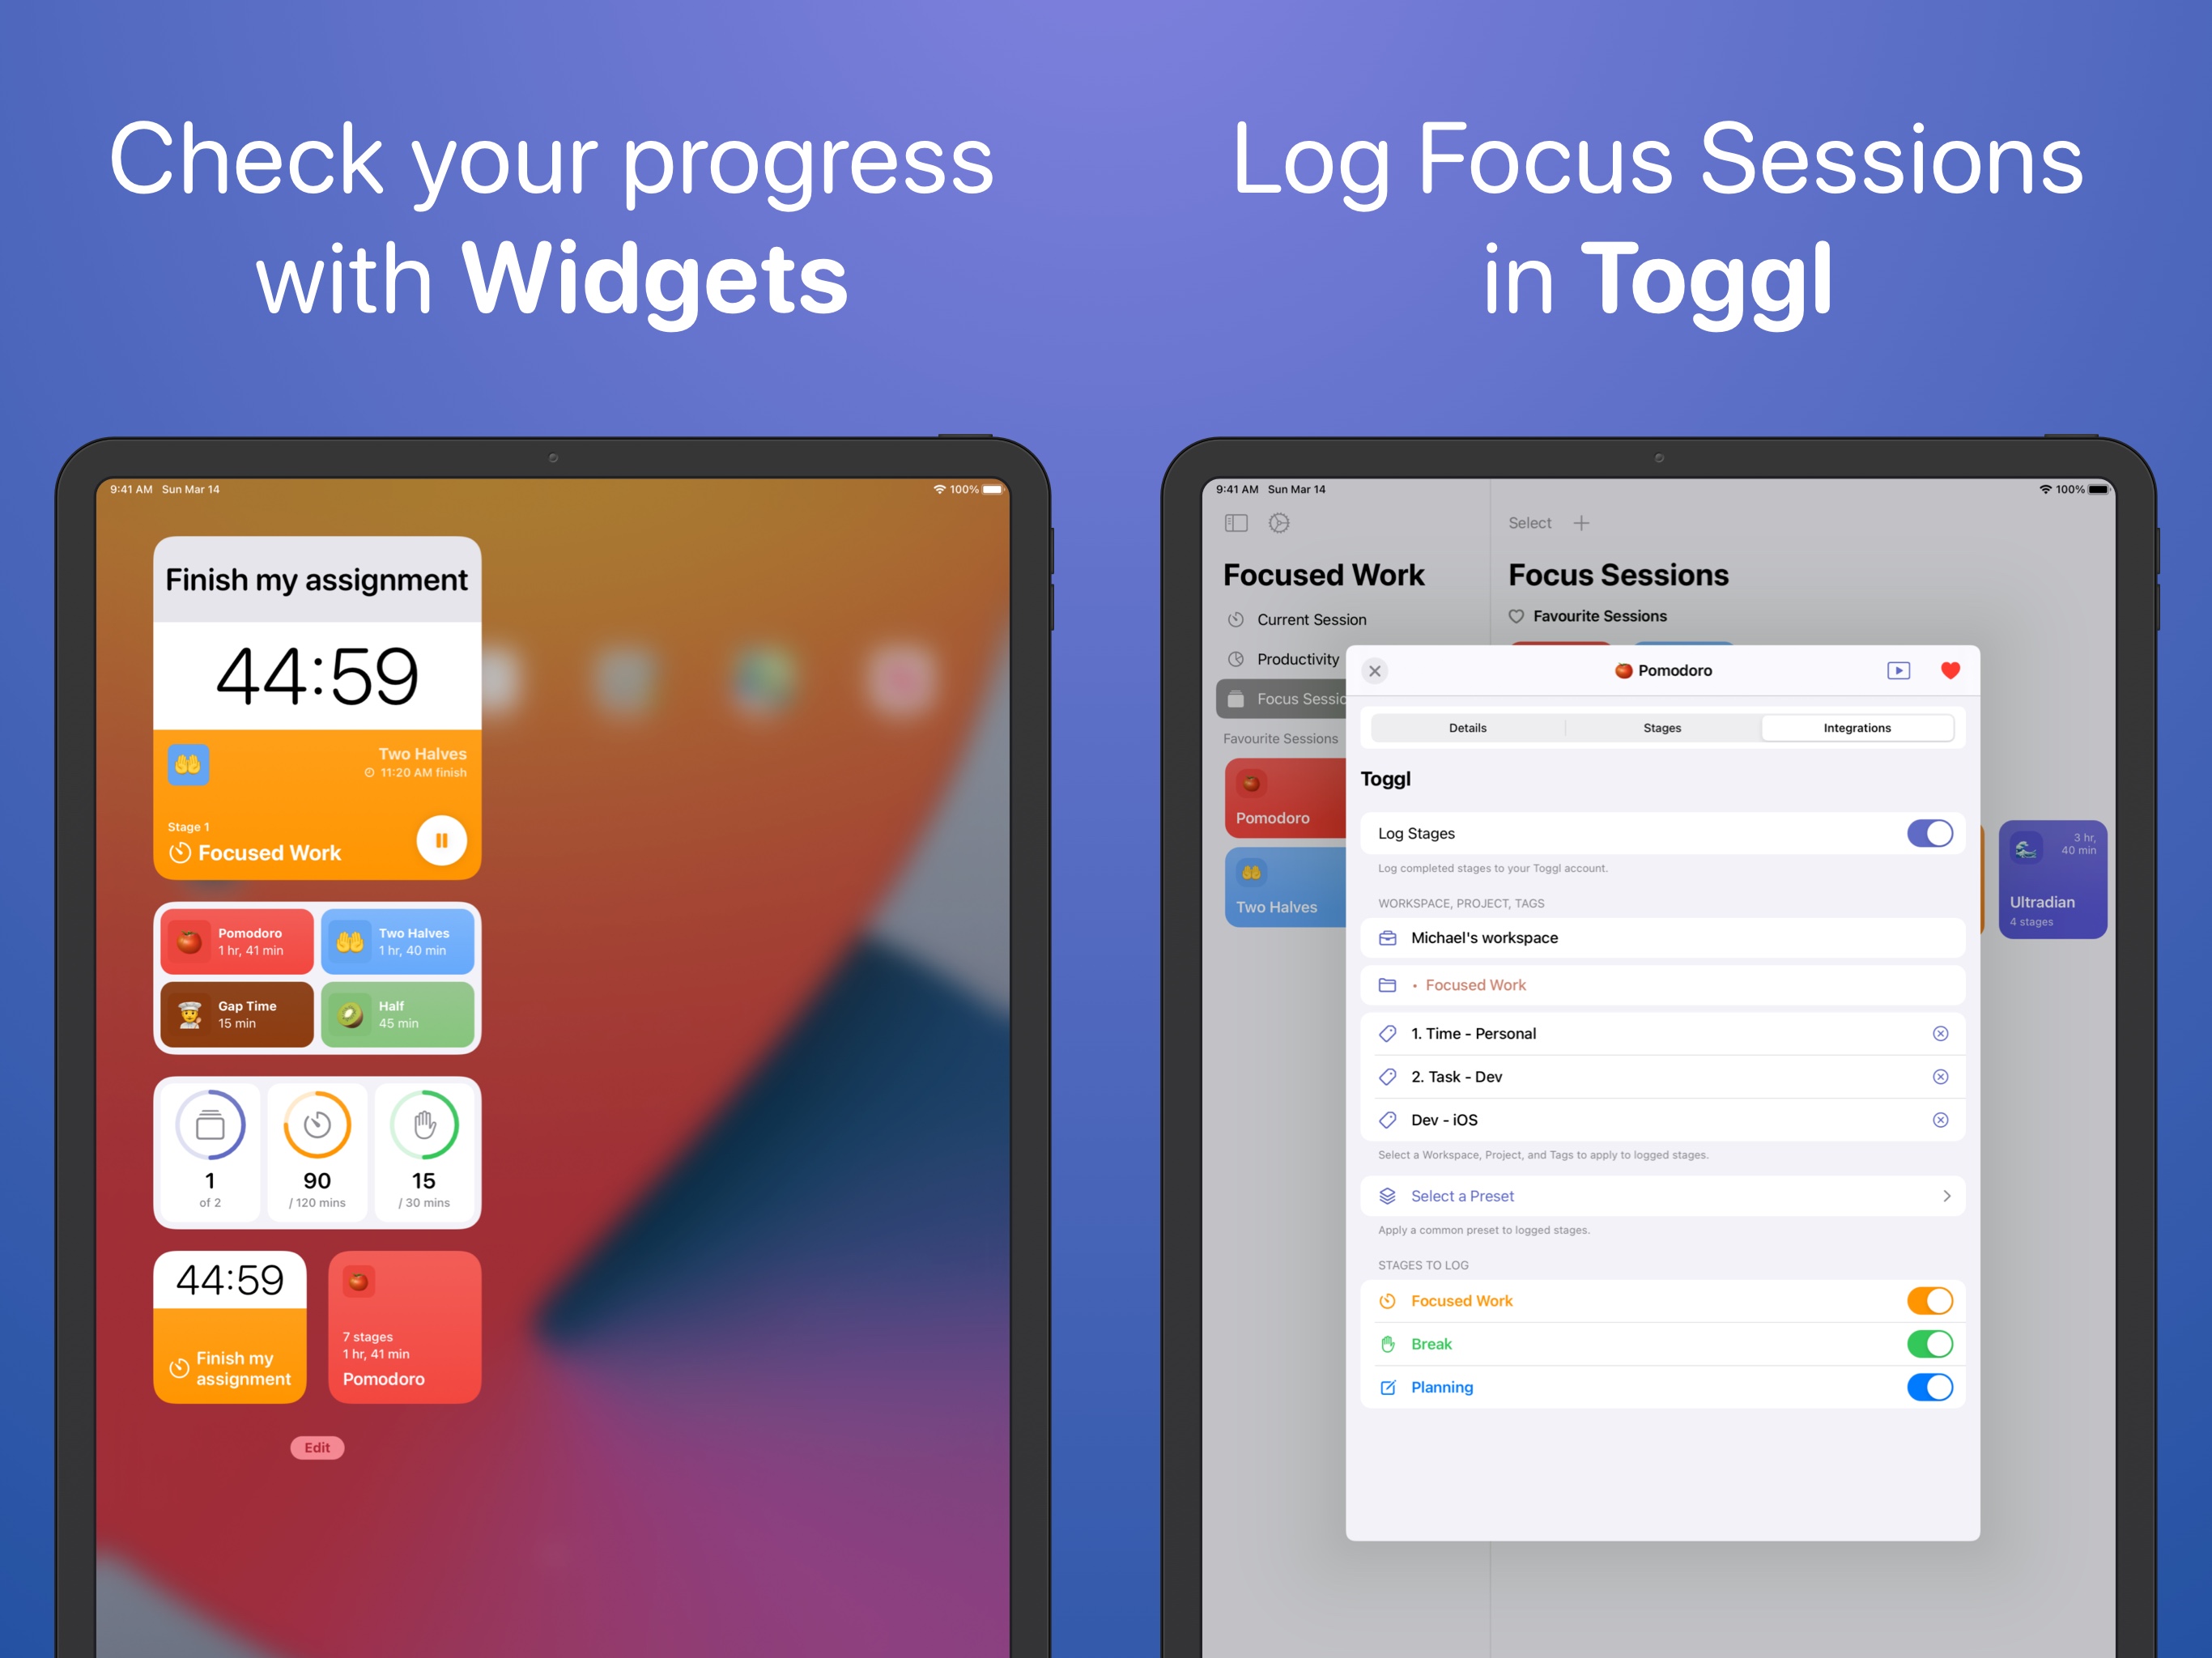 Check your progress
with Widgets
9:41 AM Sun Mar 14
100%
Finish my assignment
44:59
Two Halves
11:20 AM finish
Stage 1
Focused Work
Pomodoro
1 hr, 41 min
Two Halves
1 hr, 40 min
Gap Time
15 min
Half
45 min
1
of 2
90
/ 120 mins
15
/ 30 mins
44:59
Finish my
assignment
7 stages
1 hr, 41 min
Pomodoro
Edit
Log Focus Sessions
in Toggl
9:41 AM Sun Mar 14
100%
Focused Work
Current Session
Productivity
Focus Sessio
Favourite Sessions
Pomodoro
Two Halves
Select
Focus Sessions
Favourite Sessions
Pomodoro
Details
Stages
Integrations
Toggl
Log Stages
Log completed stages to your Toggl account.
WORKSPACE, PROJECT, TAGS
Michael's workspace
• Focused Work
1. Time - Personal
2. Task - Dev
Dev - iOS
Select a Workspace, Project, and Tags to apply to logged stages.
Select a Preset
Apply a common preset to logged stages.
STAGES TO LOG
Focused Work
Break
Planning
3 hr,
40 min
Ultradian
4 stages